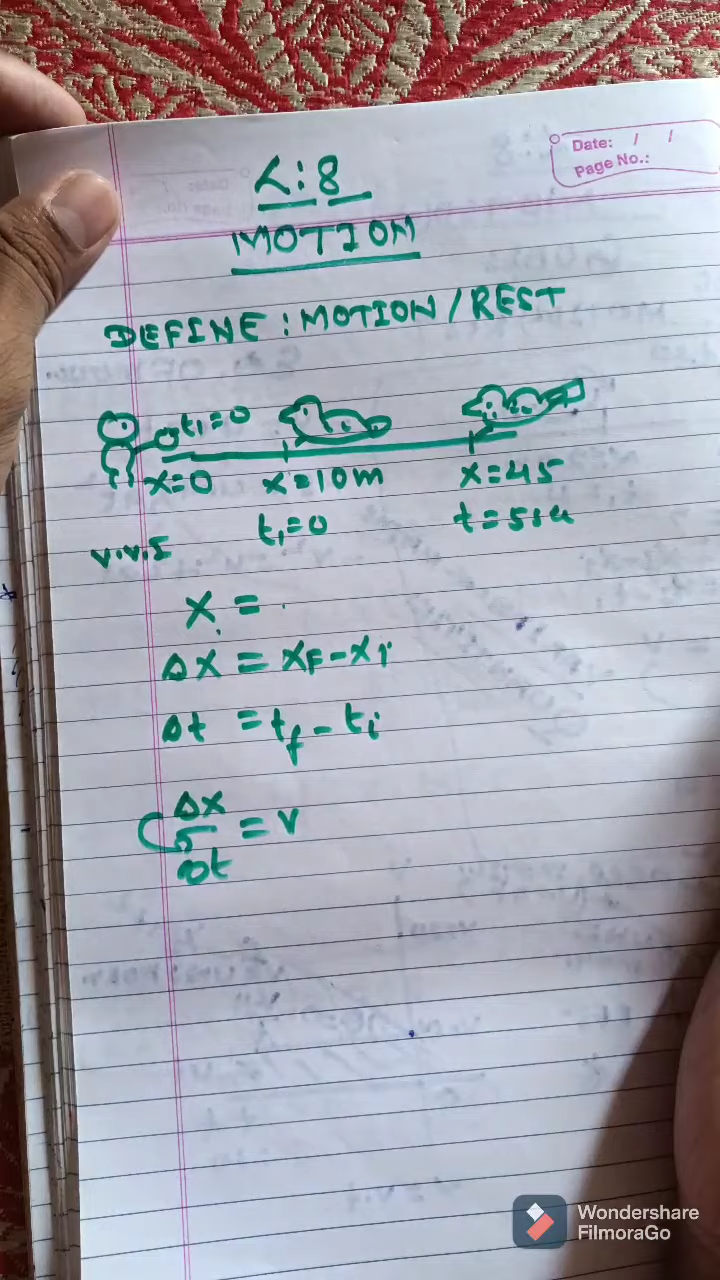 Date: / /
Page No.:
L:8
MOTION
DEFINE : MOTION / REST
t₁=0
x=0 x=10m x=45
t₁=0 t=5
v.v.I
X =
Δx = xf - xi
Δt = tf - ti
Δx/Δt = v
Wondershare
FilmoraGo